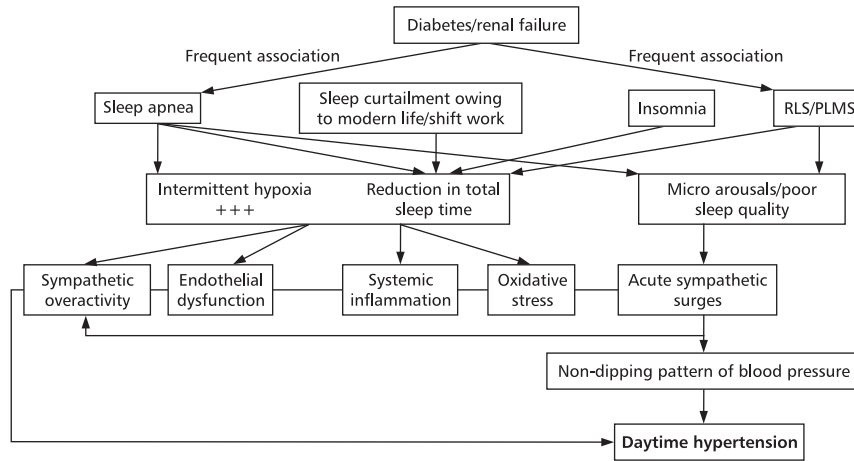 Diabetes/renal failure
Frequent association
Frequent association
Sleep apnea
Sleep curtailment owing
to modern life/shift work
Insomnia
RLS/PLMS
Intermittent hypoxia
+++
Reduction in total
sleep time
Micro arousals/poor
sleep quality
Sympathetic
overactivity
Endothelial
dysfunction
Systemic
inflammation
Oxidative
stress
Acute sympathetic
surges
Non-dipping pattern of blood pressure
Daytime hypertension